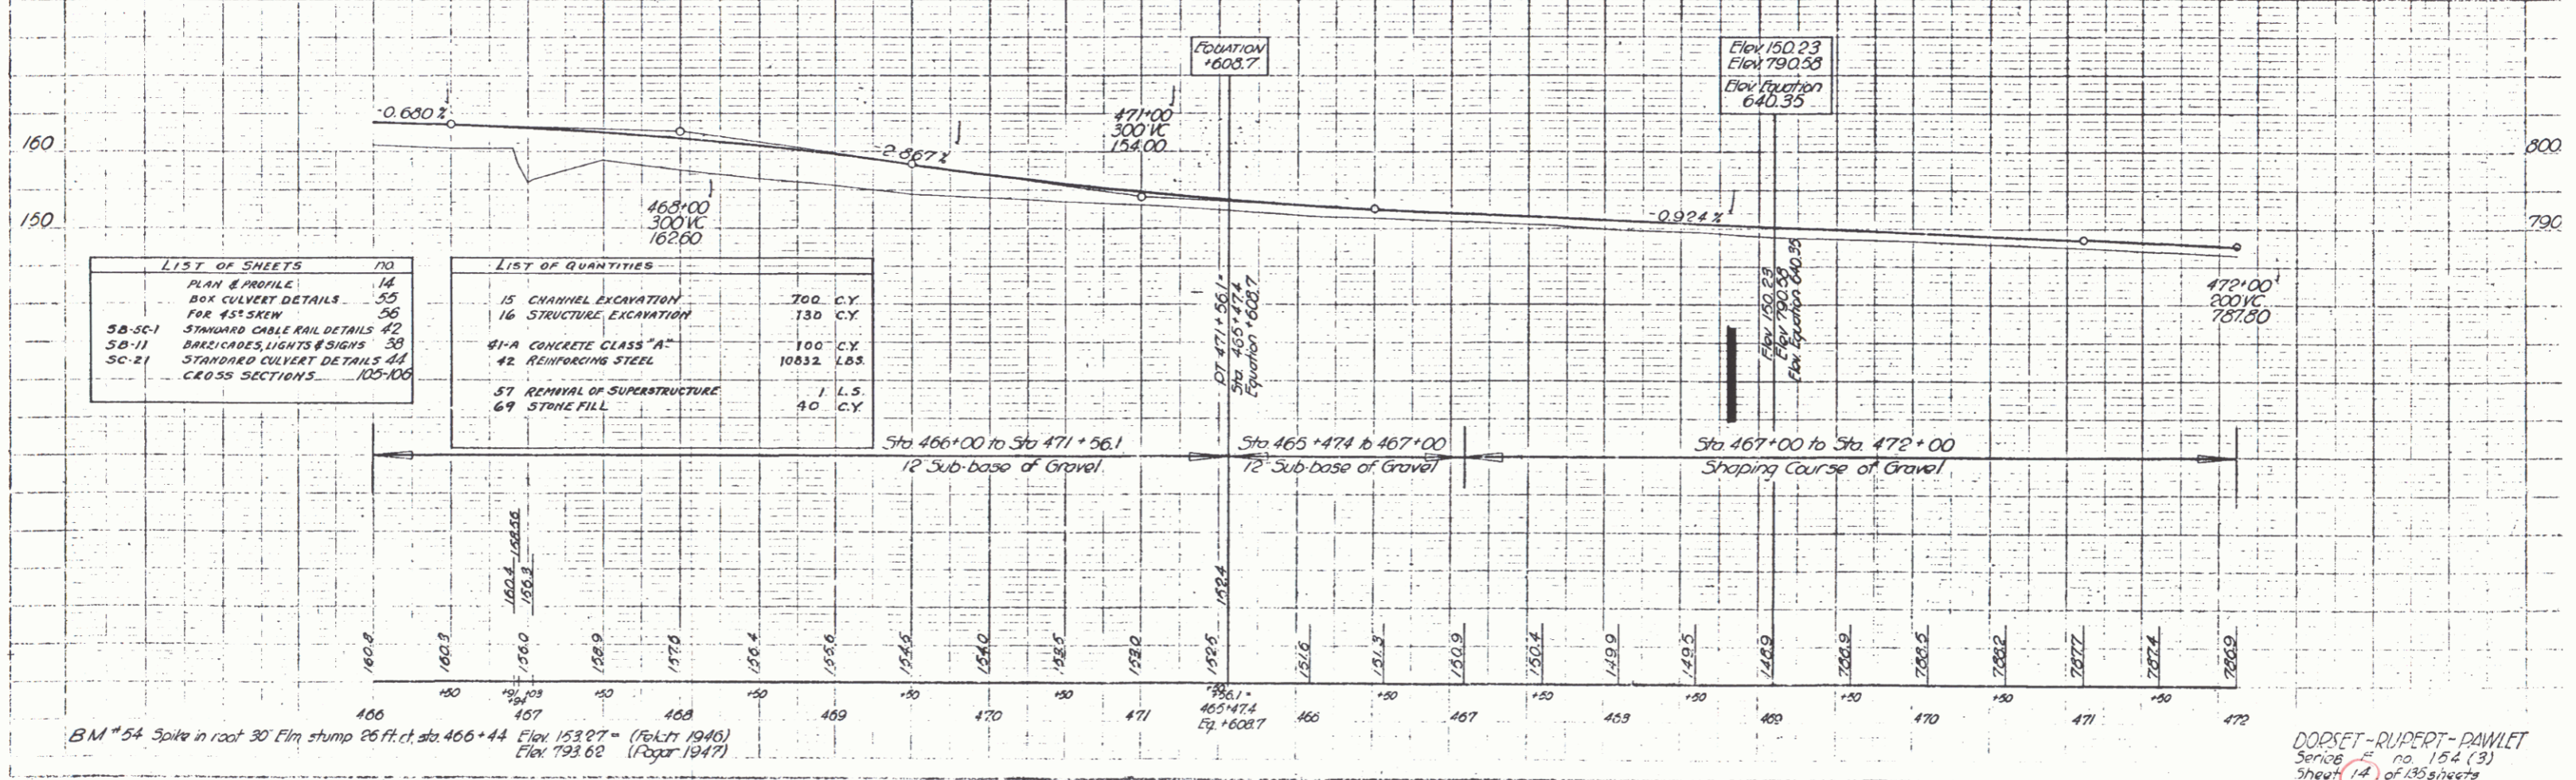 EQUATION
+608.7
Elev. 150.23
Elev. 790.58
Elev. Equation
640.35
-0.680 %
-2.867 %
-0.924 %
471+00
300' VC
154.00
468+00
300' VC
162.60
472+00
200' VC
787.80
160
150
800
790
LIST OF SHEETS no.
PLAN & PROFILE 14
BOX CULVERT DETAILS 55
FOR 45° SKEW 56
SB-SC-1 STANDARD CABLE RAIL DETAILS 42
SB-11 BARRICADES, LIGHTS & SIGNS 38
SC-21 STANDARD CULVERT DETAILS 44
CROSS SECTIONS 105-106
LIST OF QUANTITIES
15 CHANNEL EXCAVATION 700 C.Y.
16 STRUCTURE EXCAVATION 130 C.Y.
41-A CONCRETE CLASS "A" 100 C.Y.
42 REINFORCING STEEL 10832 LBS.
57 REMOVAL OF SUPERSTRUCTURE 1 L.S.
69 STONE FILL 40 C.Y.
PT 471+56.1=
Sta. 465+47.4
Equation +608.7
Elev. 150.23
Elev. 790.58
Elev. Equation 640.35
Sta. 466+00 to Sta. 471+56.1
12" Sub-base of Gravel
Sta. 465+47.4 to 467+00
12" Sub-base of Gravel
Sta. 467+00 to Sta. 472+00
Shaping Course of Gravel
160.4 158.56
156.3
152.4
160.8 160.3 156.0 158.9 157.6 156.4 155.6 154.5 154.0 153.5 153.0 152.5 151.6 151.3 150.9 150.4 149.9 149.5 148.9 788.9 788.5 788.2 787.7 787.4 786.9
+50 +91 +94 +03 +50 +50 +50 +50 +50 +56.1= +50 +50 +50 +50 +50 +50
466 467 468 469 470 471 465+47.4 466 467 468 469 470 471 472
Eq. +608.7
BM #54 Spike in root 30" Elm stump 26 ft. rt. sta. 466+44 Elev. 153.27 = (Felch 1946)
Elev. 793.62 (Pagar 1947)
DORSET-RUPERT-PAWLET
Series F no. 154 (3)
Sheet 14 of 135 sheets